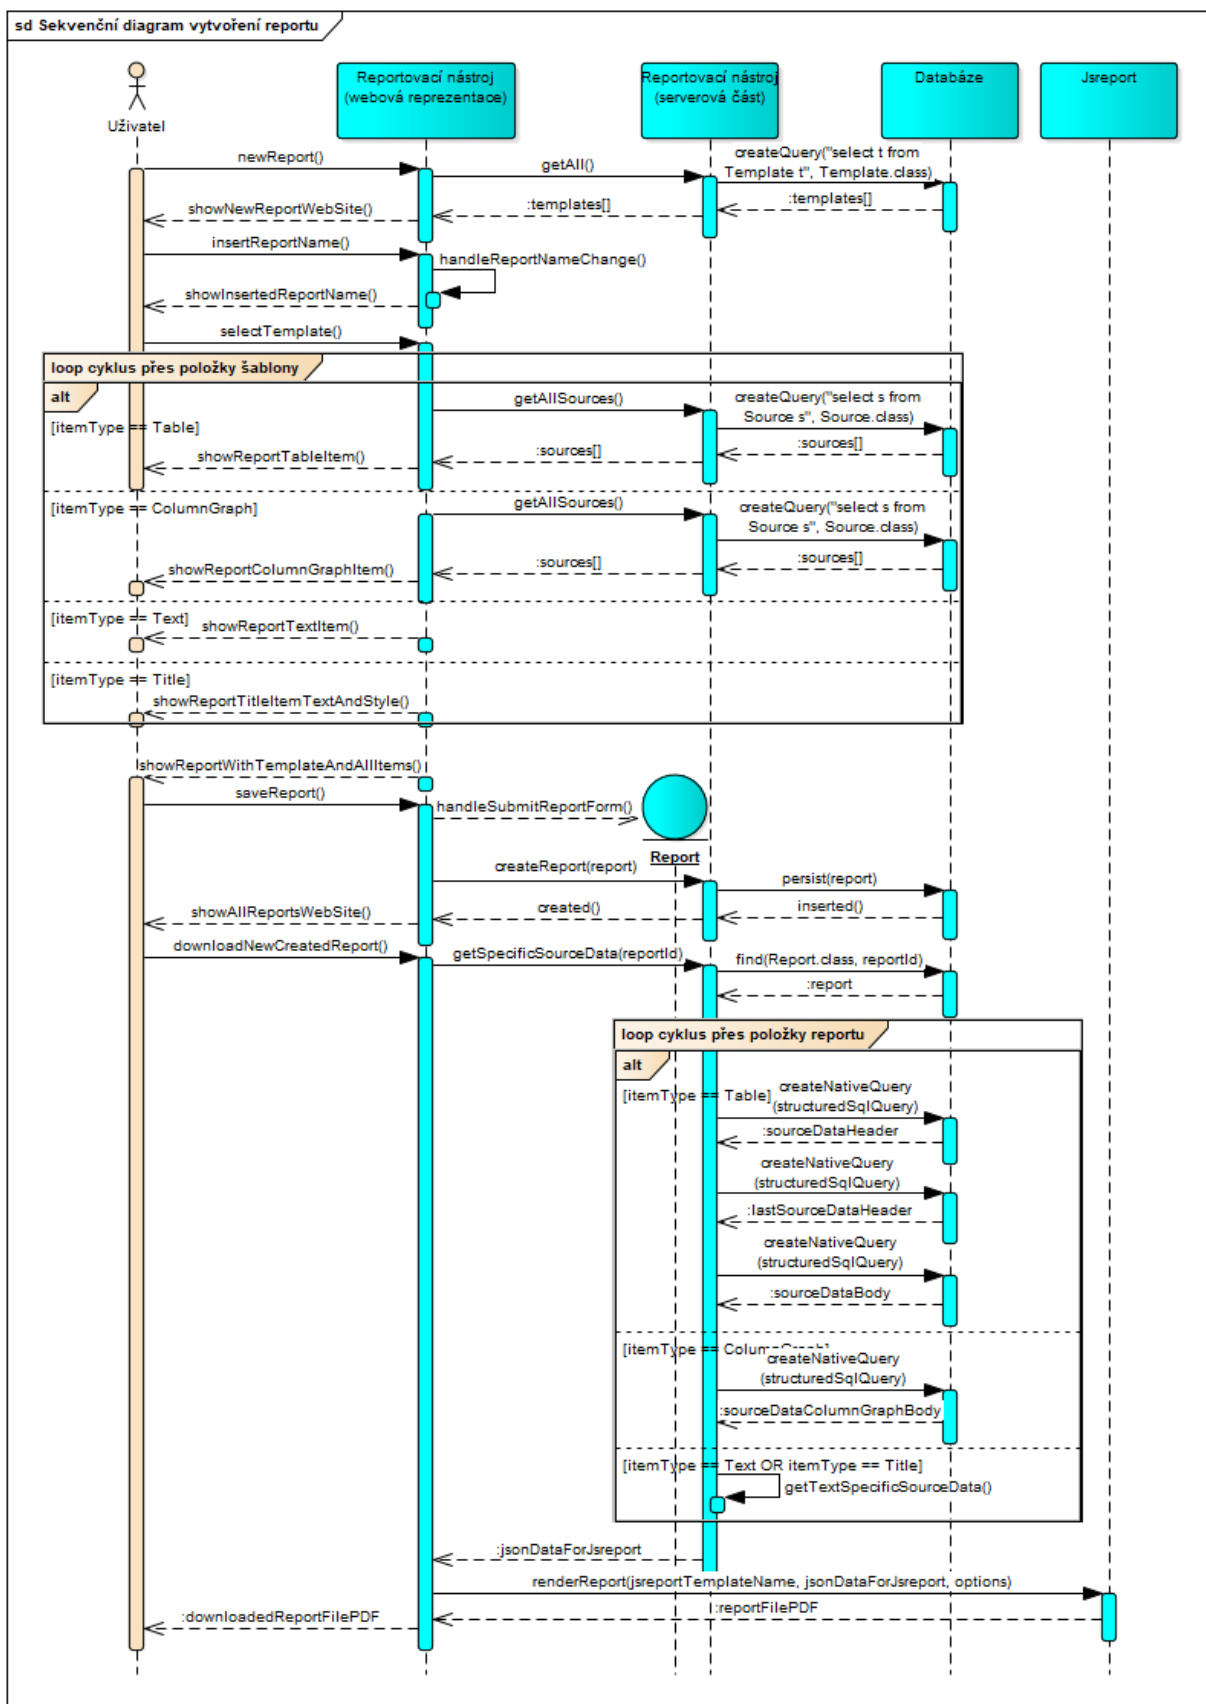 sd Sekvenční diagram vytvoření reportu
Uživatel
Reportovací nástroj
(webová reprezentace)
Reportovací nástroj
(serverová část)
Databáze
Jsreport
newReport()
getAll()
createQuery("select t from
Template t", Template.class)
:templates[]
:templates[]
showNewReportWebSite()
insertReportName()
handleReportNameChange()
showInsertedReportName()
selectTemplate()
loop cyklus přes položky šablony
alt
[itemType == Table]
getAllSources()
createQuery("select s from
Source s", Source.class)
:sources[]
:sources[]
showReportTableItem()
[itemType == ColumnGraph]
getAllSources()
createQuery("select s from
Source s", Source.class)
:sources[]
:sources[]
showReportColumnGraphItem()
[itemType == Text]
showReportTextItem()
[itemType == Title]
showReportTitleItemTextAndStyle()
showReportWithTemplateAndAllItems()
saveReport()
handleSubmitReportForm()
Report
createReport(report)
persist(report)
inserted()
created()
showAllReportsWebSite()
downloadNewCreatedReport()
getSpecificSourceData(reportId)
find(Report.class, reportId)
:report
loop cyklus přes položky reportu
alt
[itemType == Table]
createNativeQuery
(structuredSqlQuery)
:sourceDataHeader
createNativeQuery
(structuredSqlQuery)
:lastSourceDataHeader
createNativeQuery
(structuredSqlQuery)
:sourceDataBody
[itemType == ColumnGraph]
createNativeQuery
(structuredSqlQuery)
:sourceDataColumnGraphBody
[itemType == Text OR itemType == Title]
getTextSpecificSourceData()
:jsonDataForJsreport
renderReport(jsreportTemplateName, jsonDataForJsreport, options)
:reportFilePDF
:downloadedReportFilePDF